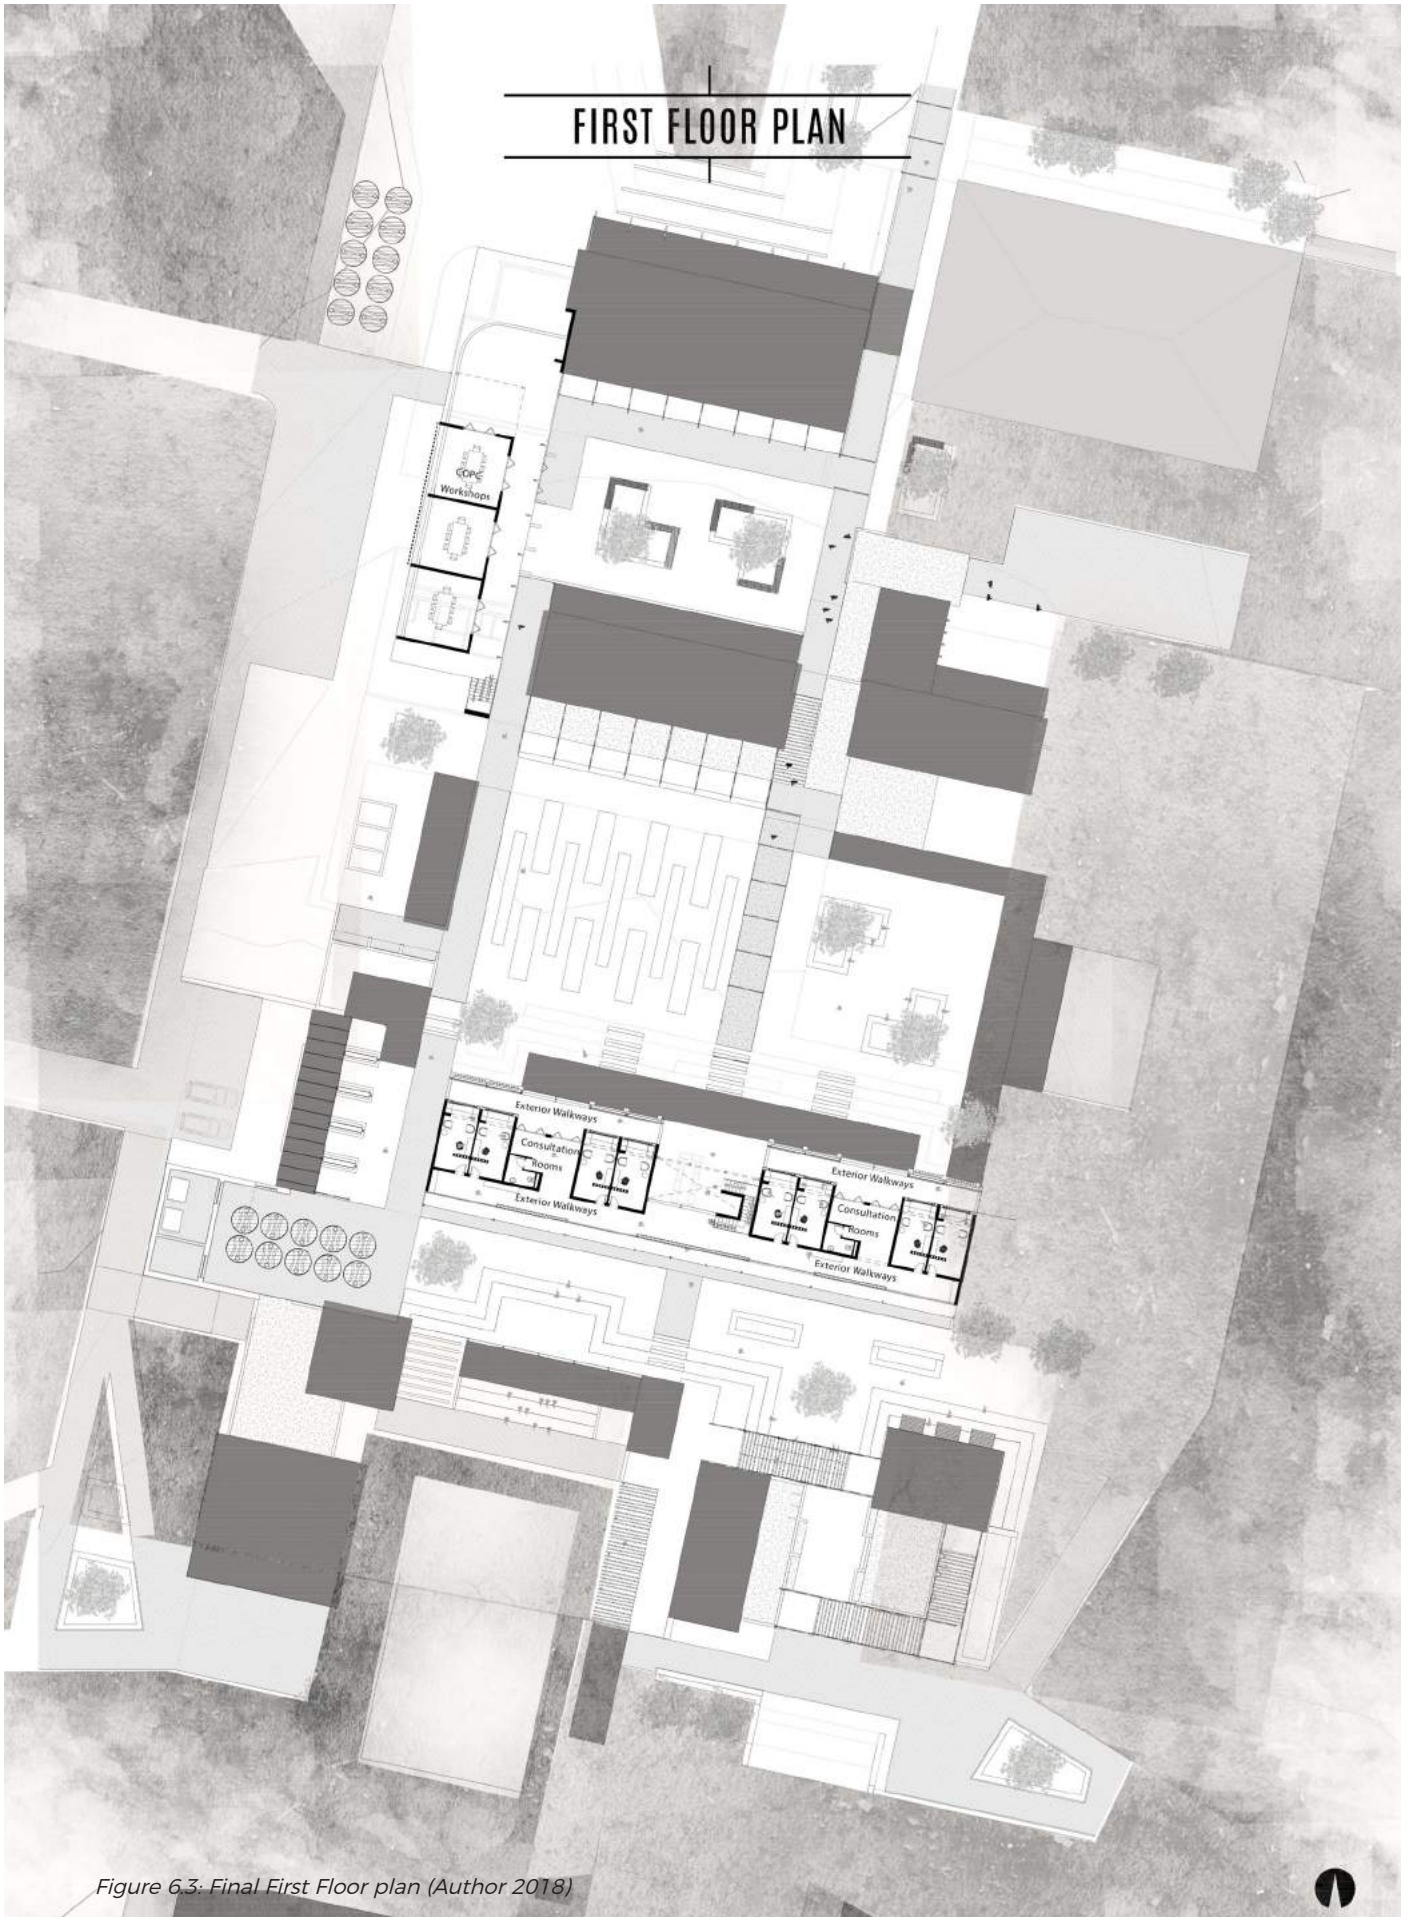 FIRST FLOOR PLAN
COPC
Workshops
Exterior Walkways
Consultation
Rooms
Exterior Walkways
Exterior Walkways
Consultation
Rooms
Exterior Walkways
Figure 6.3: Final First Floor plan (Author 2018)